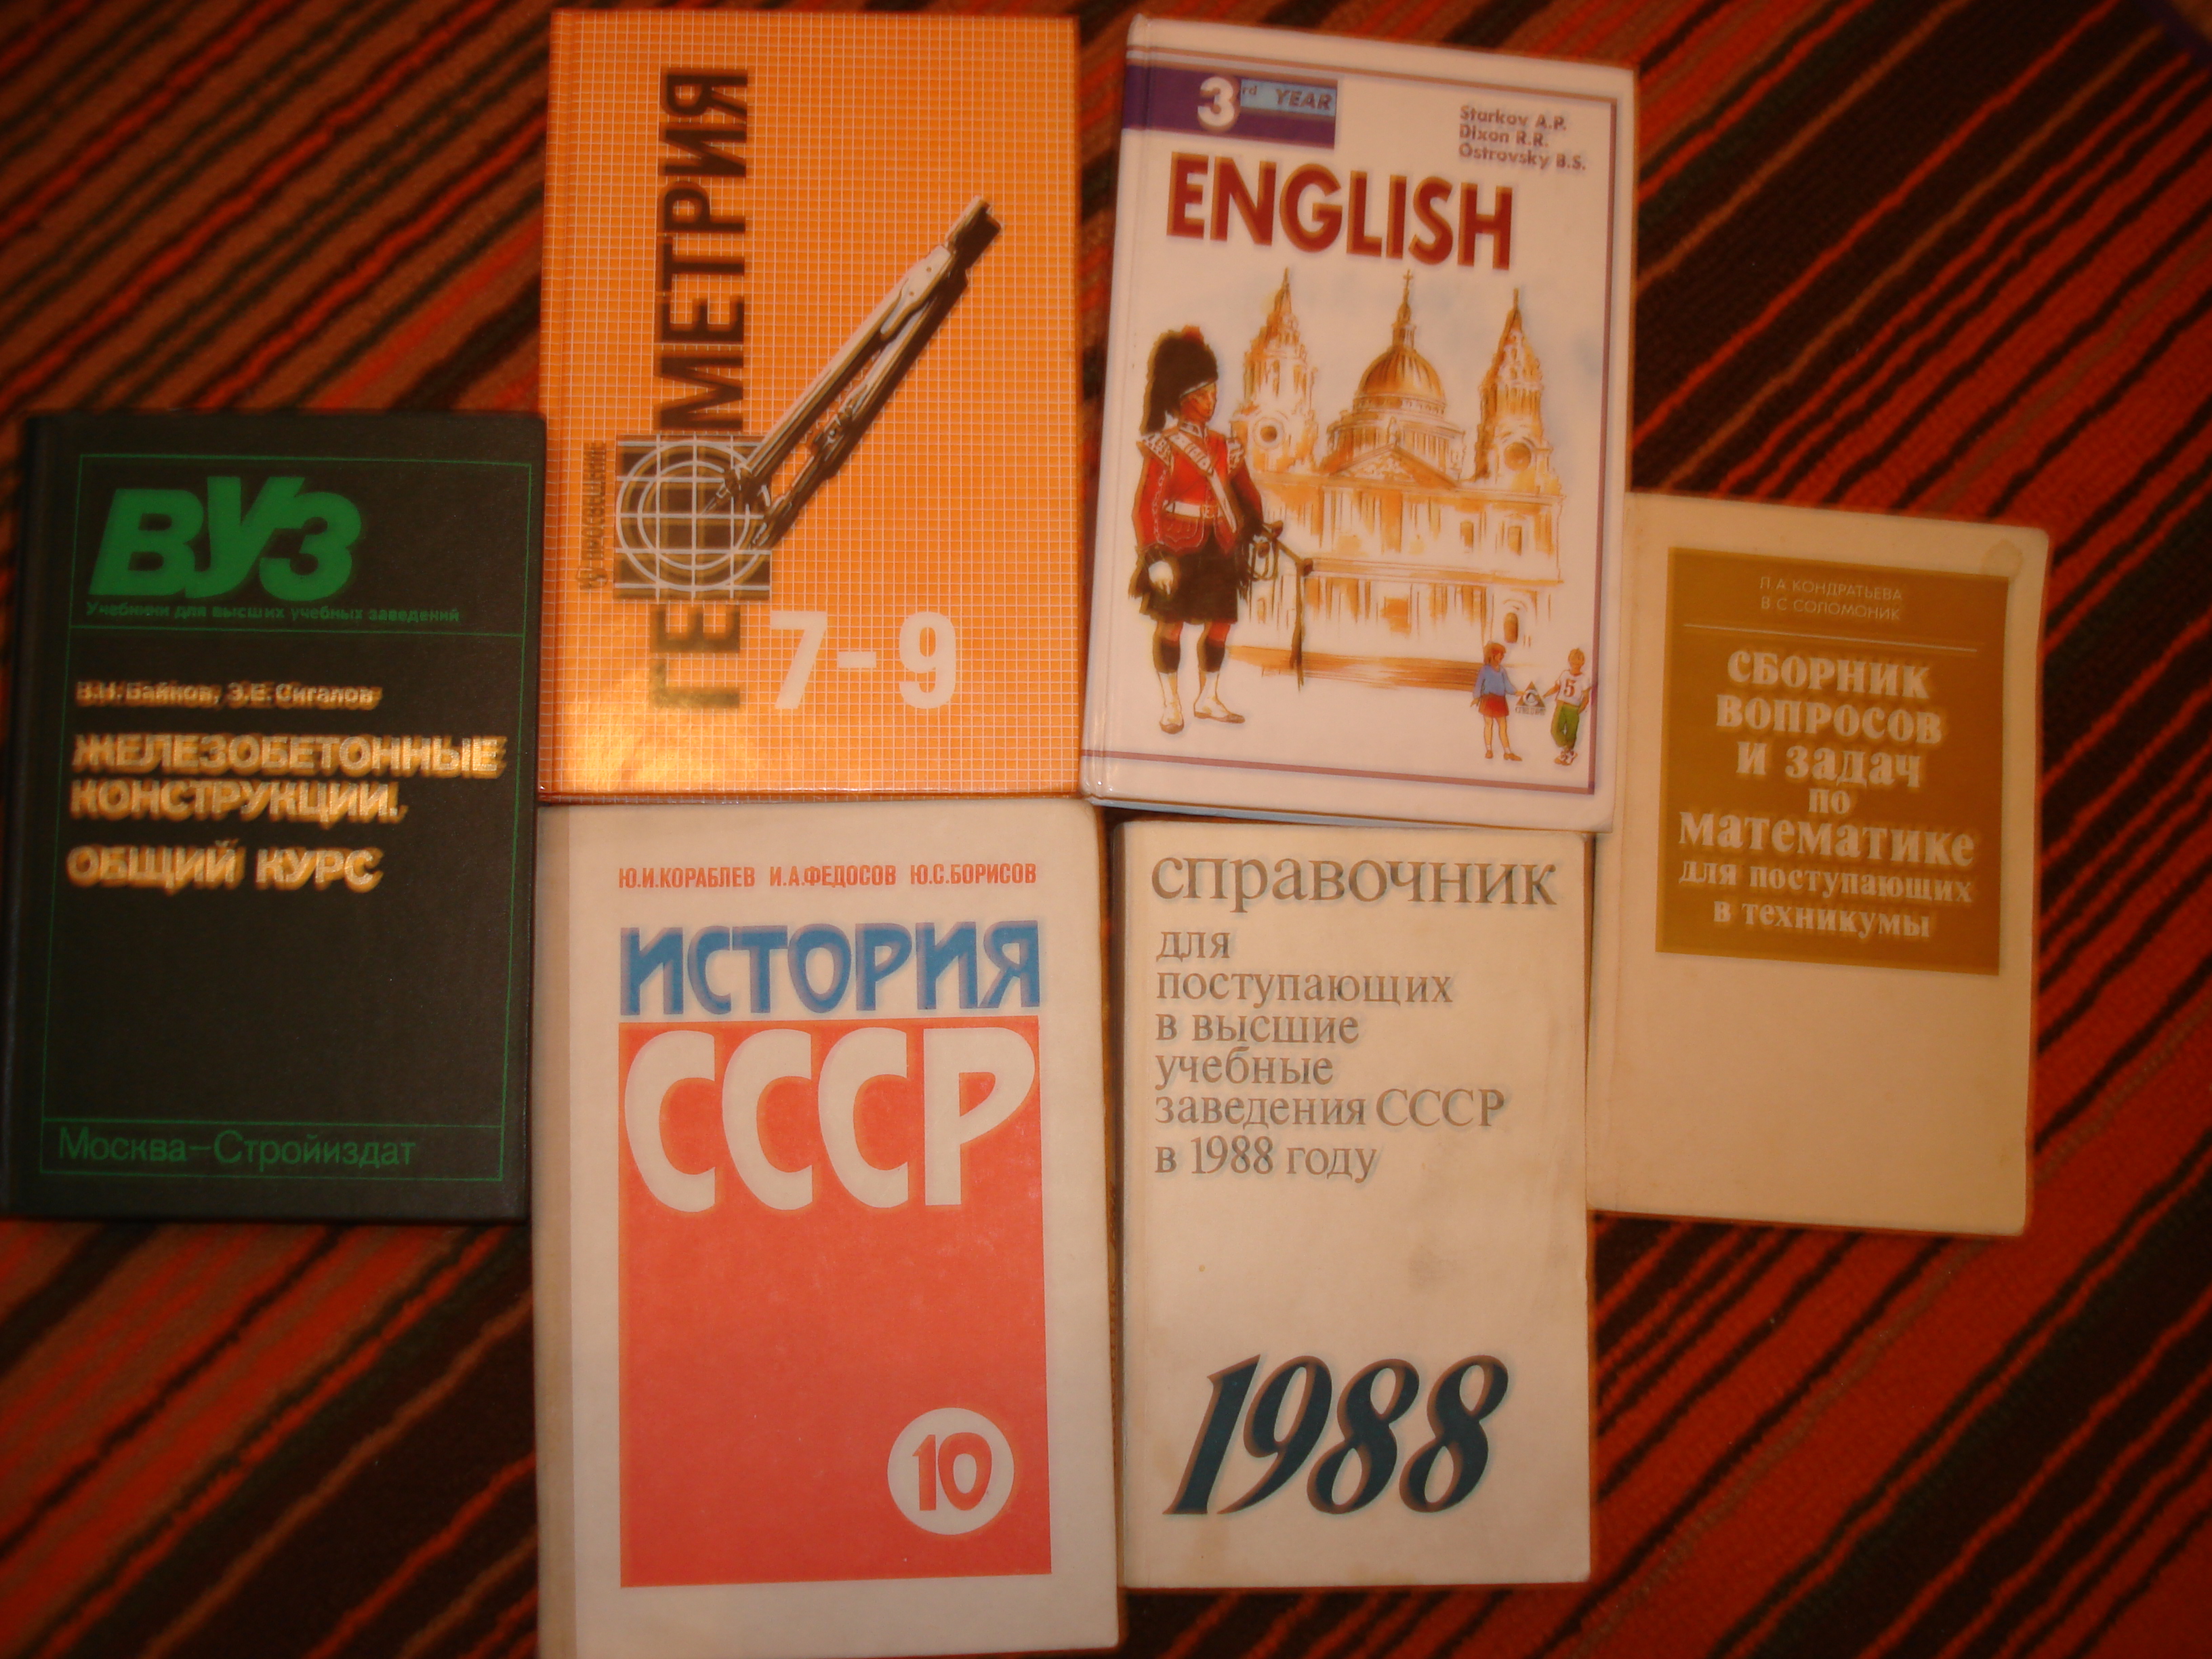 ВУЗ
Учебники для высших учебных заведений
В.Н. Байков, Э.Е. Сигалов
ЖЕЛЕЗОБЕТОННЫЕ
КОНСТРУКЦИИ.
ОБЩИЙ КУРС
Москва–Стройиздат
ГЕОМЕТРИЯ
ПРОСВЕЩЕНИЕ
7–9
3rd YEAR
Starkov A.P.
Dixon R.R.
Ostrovsky B.S.
ENGLISH
5
Ю.И.КОРАБЛЕВ И.А.ФЕДОСОВ Ю.С.БОРИСОВ
ИСТОРИЯ
СССР
10
справочник
для
поступающих
в высшие
учебные
заведения СССР
в 1988 году
1988
Л.А.КОНДРАТЬЕВА
В.С.СОЛОМОНИК
СБОРНИК
ВОПРОСОВ
И ЗАДАЧ
ПО
МАТЕМАТИКЕ
ДЛЯ ПОСТУПАЮЩИХ
В ТЕХНИКУМЫ